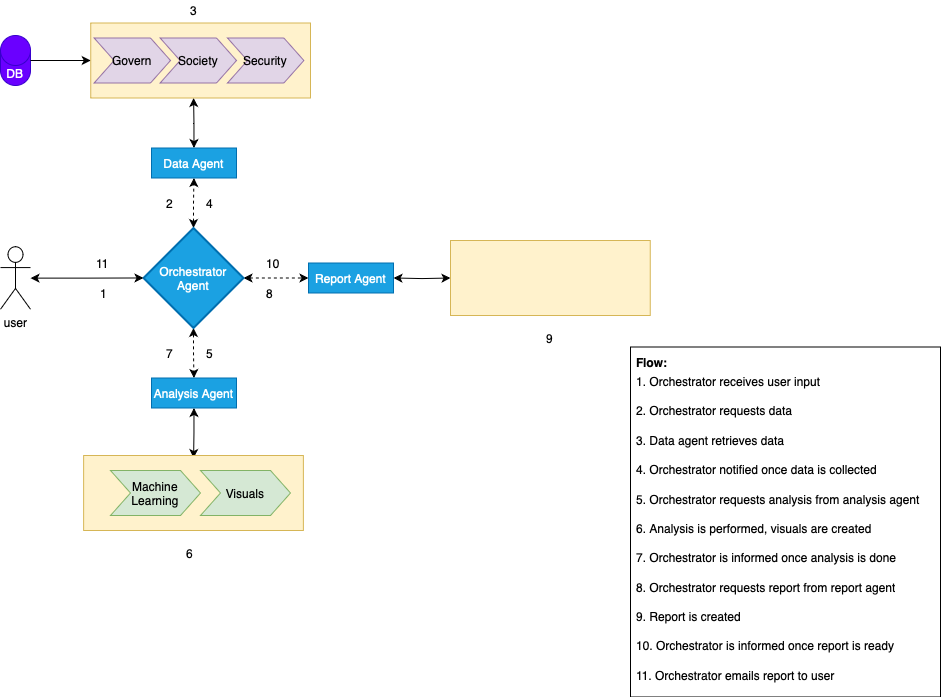 3
Govern
Society
Security
DB
Data Agent
2
4
11
Orchestrator
Agent
10
Report Agent
1
8
user
9
7
5
Analysis Agent
Machine
Learning
Visuals
6
Flow:
1. Orchestrator receives user input
2. Orchestrator requests data
3. Data agent retrieves data
4. Orchestrator notified once data is collected
5. Orchestrator requests analysis from analysis agent
6. Analysis is performed, visuals are created
7. Orchestrator is informed once analysis is done
8. Orchestrator requests report from report agent
9. Report is created
10. Orchestrator is informed once report is ready
11. Orchestrator emails report to user